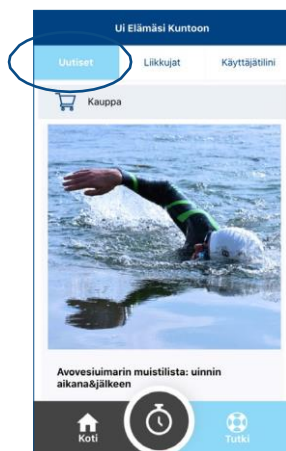 Ui Elämäsi Kuntoon
Uutiset Liikkujat Käyttäjätilini
Kauppa
Avovesiuimarin muistilista: uinnin
aikana&jälkeen
Koti Tutki